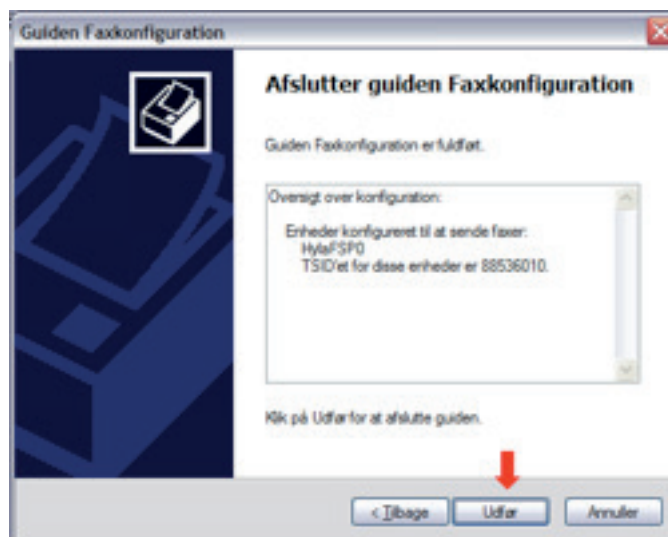 Guiden Faxkonfiguration
Afslutter guiden Faxkonfiguration
Guiden Faxkonfiguration er fuldført.
Oversigt over konfiguration:
Enheder konfigureret til at sende faxer:
HylaFSP0
TSID'et for disse enheder er 88536010.
Klik på Udfør for at afslutte guiden.
< Tilbage
Udfør
Annuller